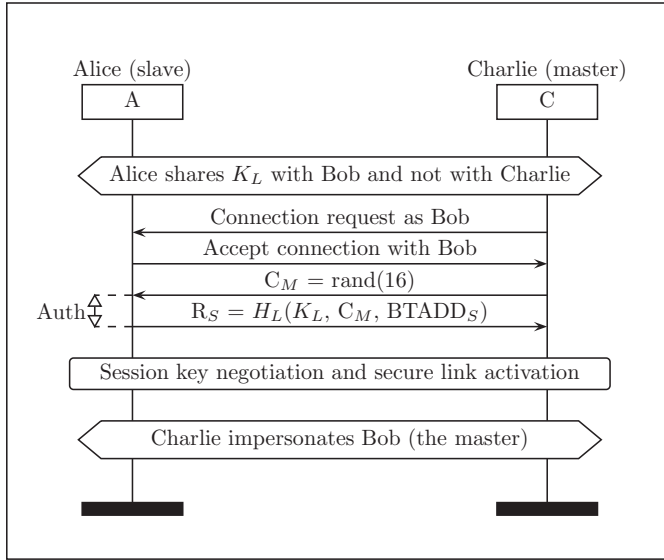 Alice (slave) Charlie (master)
A C
Alice shares K_L with Bob and not with Charlie
Connection request as Bob
Accept connection with Bob
C_M = rand(16)
Auth
R_S = H_L(K_L, C_M, BTADD_S)
Session key negotiation and secure link activation
Charlie impersonates Bob (the master)